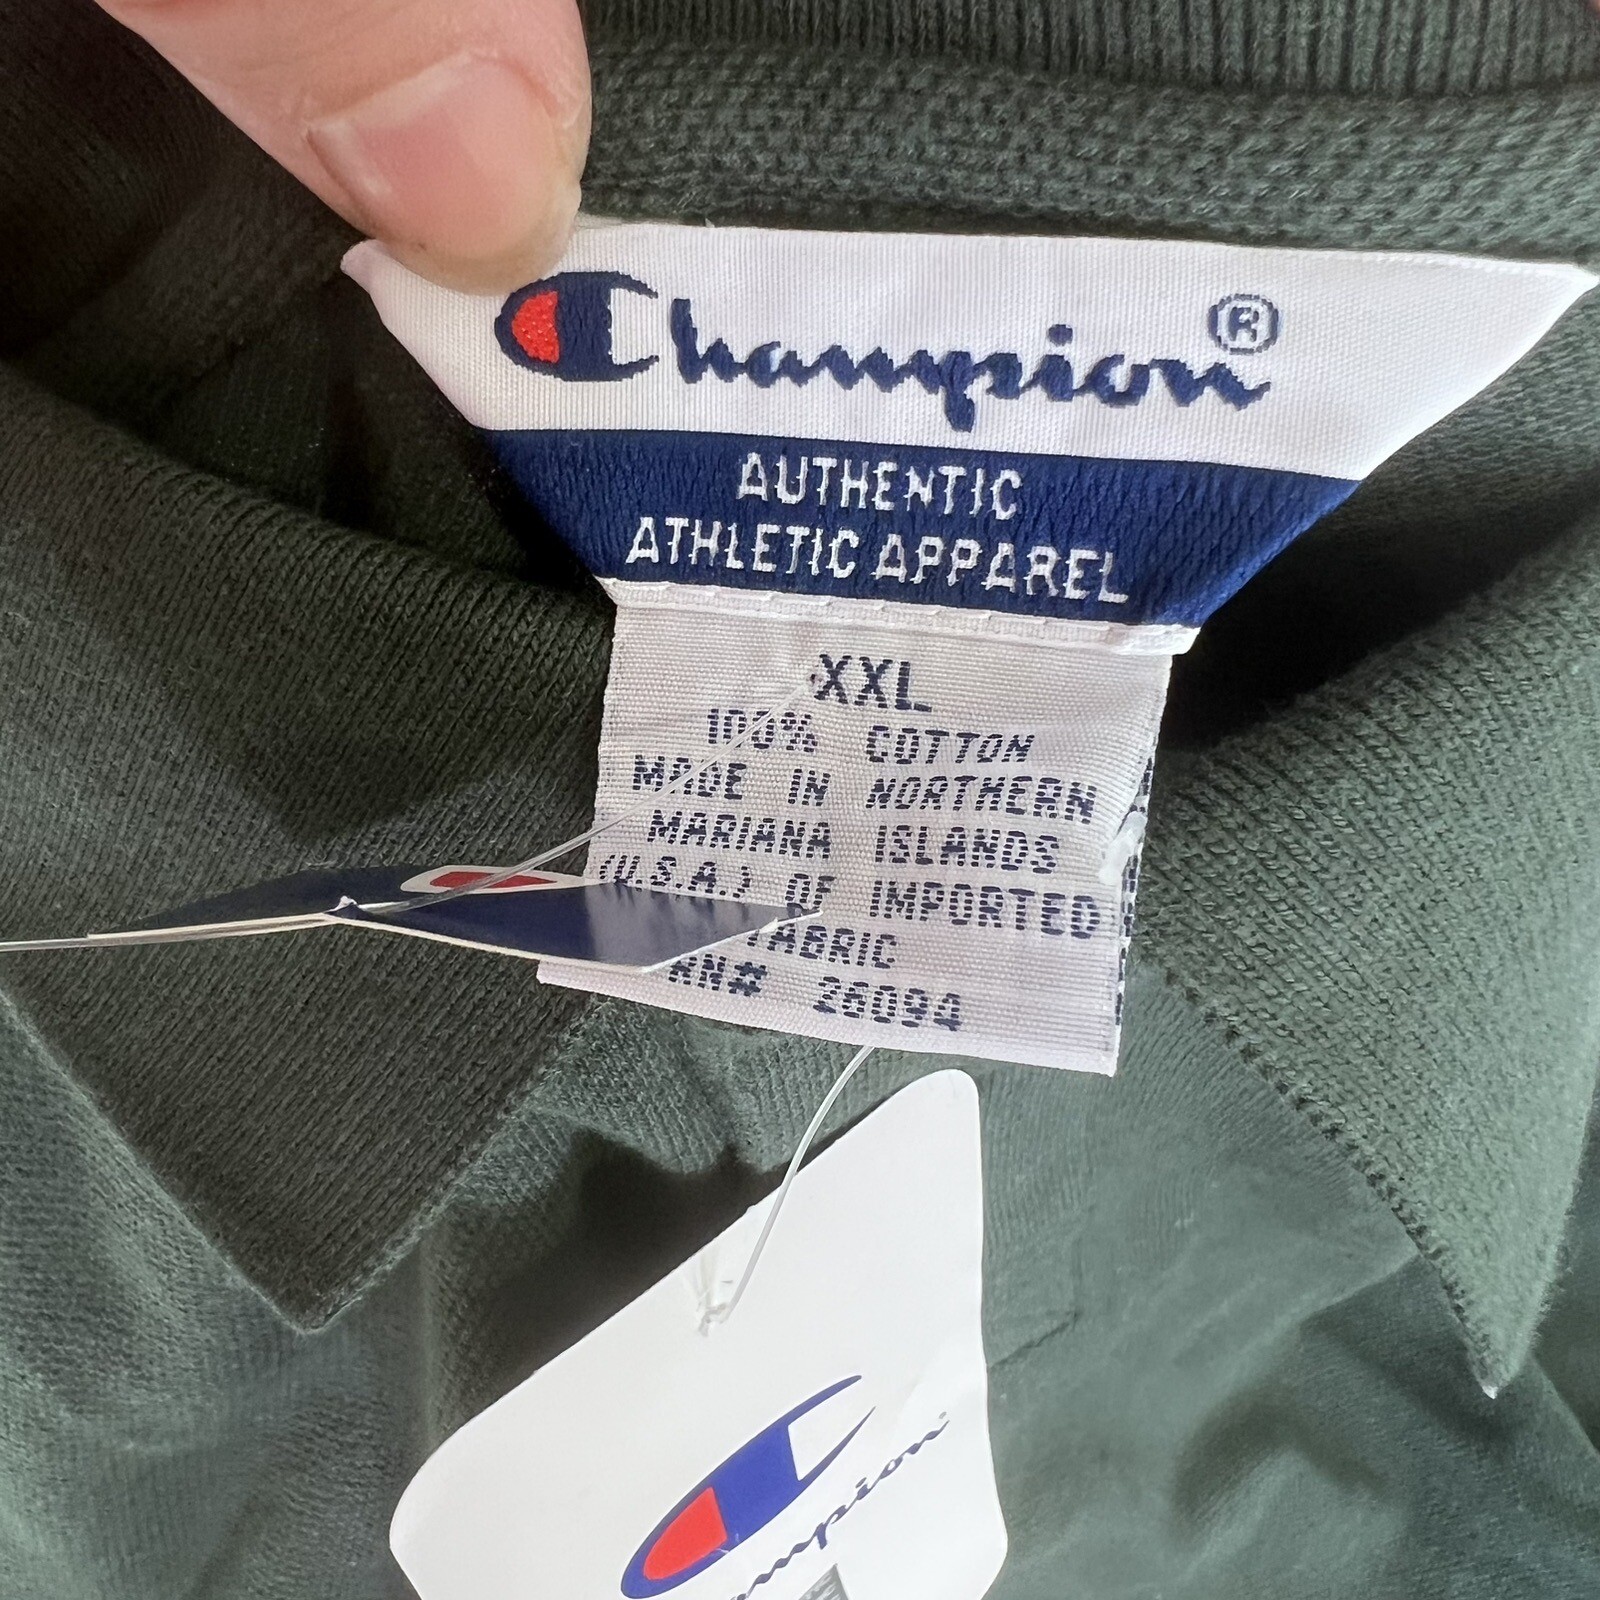 Champion®
AUTHENTIC
ATHLETIC APPAREL
XXL
100% COTTON
MADE IN NORTHERN
MARIANA ISLANDS
(U.S.A.) OF IMPORTED
FABRIC
RN# 26094
Champion